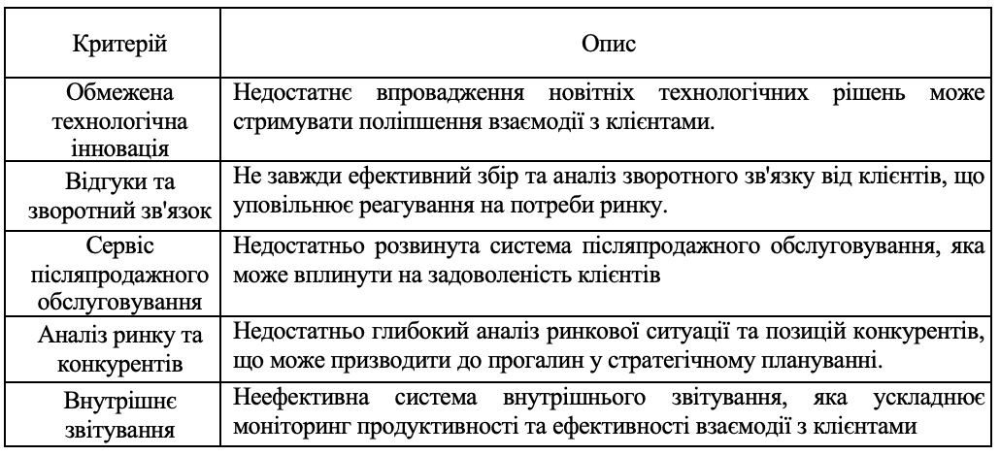 Критерій
Опис
Обмежена
технологічна
інновація
Недостатнє впровадження новітніх технологічних рішень може
стримувати поліпшення взаємодії з клієнтами.
Відгуки та
зворотний зв'язок
Не завжди ефективний збір та аналіз зворотного зв'язку від клієнтів, що
уповільнює реагування на потреби ринку.
Сервіс
післяпродажного
обслуговування
Недостатньо розвинута система післяпродажного обслуговування, яка
може вплинути на задоволеність клієнтів
Аналіз ринку та
конкурентів
Недостатньо глибокий аналіз ринкової ситуації та позицій конкурентів,
що може призводити до прогалин у стратегічному плануванні.
Внутрішнє
звітування
Неефективна система внутрішнього звітування, яка ускладнює
моніторинг продуктивності та ефективності взаємодії з клієнтами